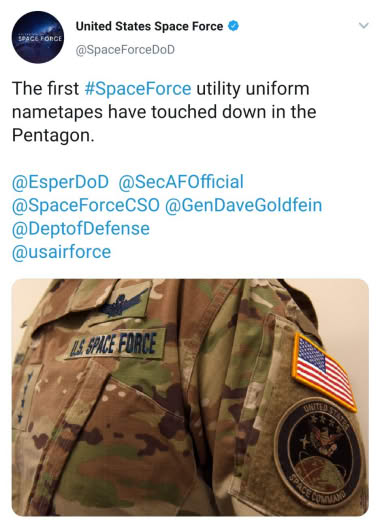 SPACE FORCE
United States Space Force
@SpaceForceDoD
The first #SpaceForce utility uniform
nametapes have touched down in the
Pentagon.
@EsperDoD @SecAFOfficial
@SpaceForceCSO @GenDaveGoldfein
@DeptofDefense
@usairforce
U.S. SPACE FORCE
UNITED STATES
SPACE COMMAND